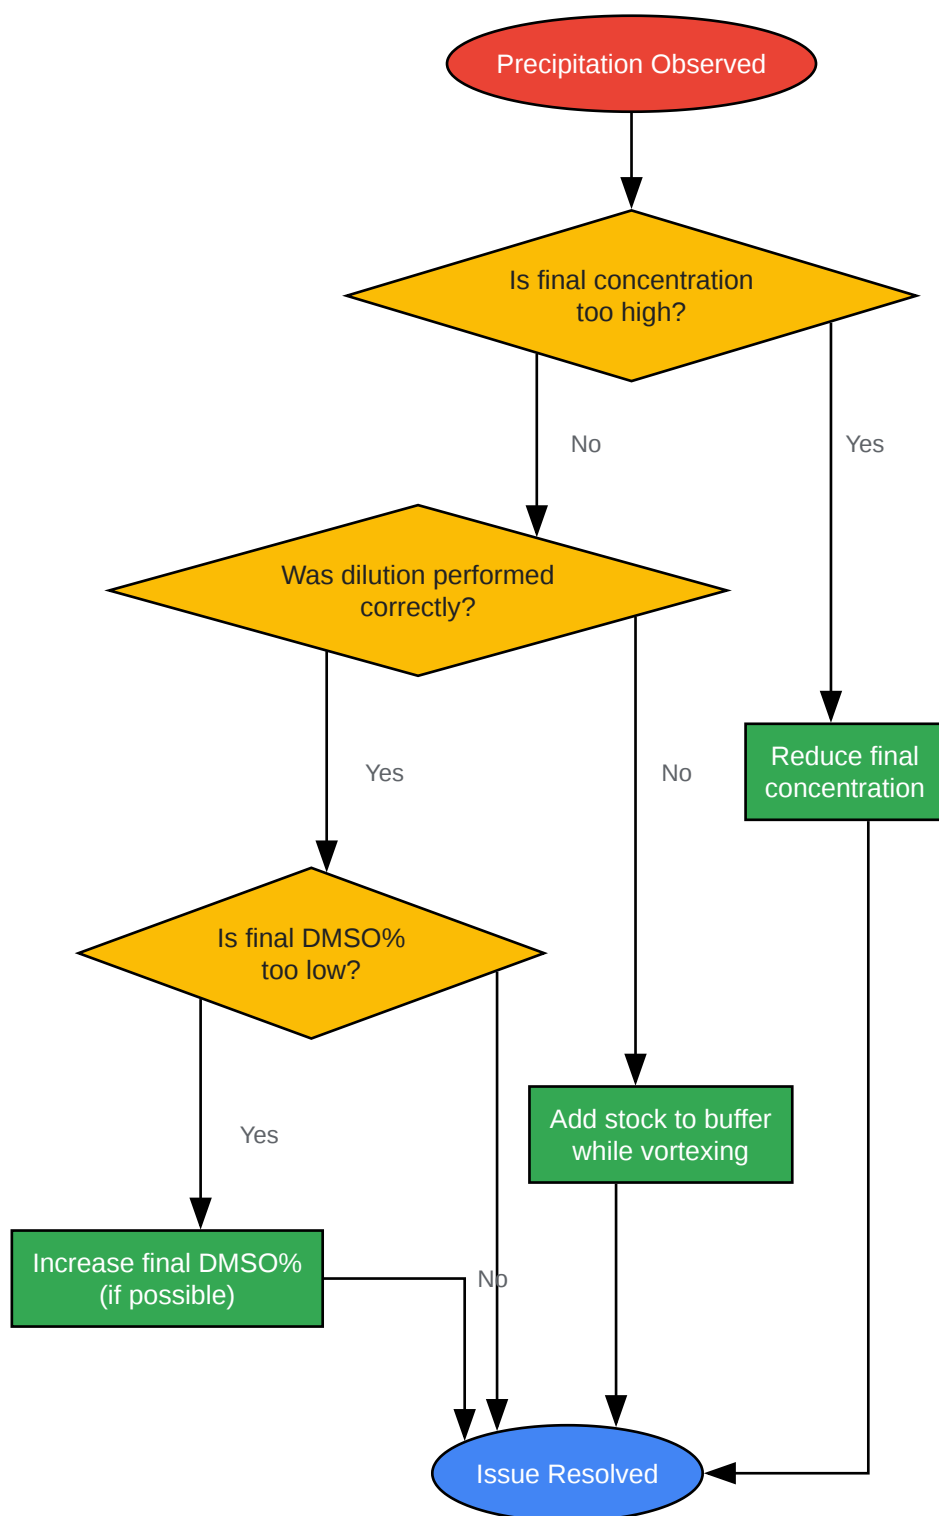 Precipitation Observed
Is final concentration
too high?
No
Yes
Was dilution performed
correctly?
Reduce final
concentration
Yes
No
Is final DMSO%
too low?
Add stock to buffer
while vortexing
Yes
Increase final DMSO%
(if possible)
No
Issue Resolved